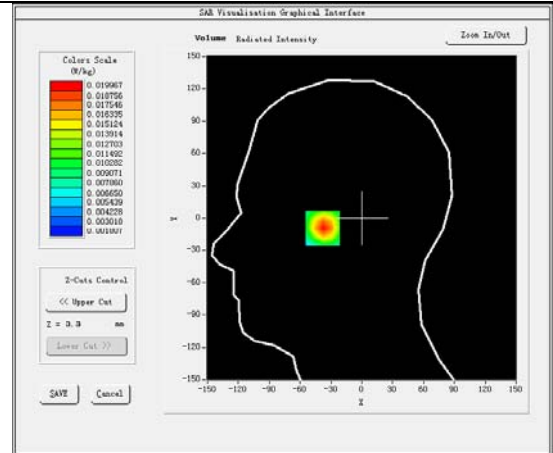 SAR Visualisation Graphical Interface
Volume Radiated Intensity
Zoom In/Out
Colors Scale
(W/kg)
0.019967
0.018756
0.017546
0.016335
0.015124
0.013914
0.012703
0.011492
0.010282
0.009071
0.007860
0.006650
0.005439
0.004228
0.003018
0.001807
150
120
90
60
30
0
-30
-60
-90
-120
-150
Y
-150 -120 -90 -60 -30 0 30 60 90 120 150
X
Z-Cuts Control
<< Upper Cut
Z = 3.3 mm
Lower Cut >>
SAVE Cancel